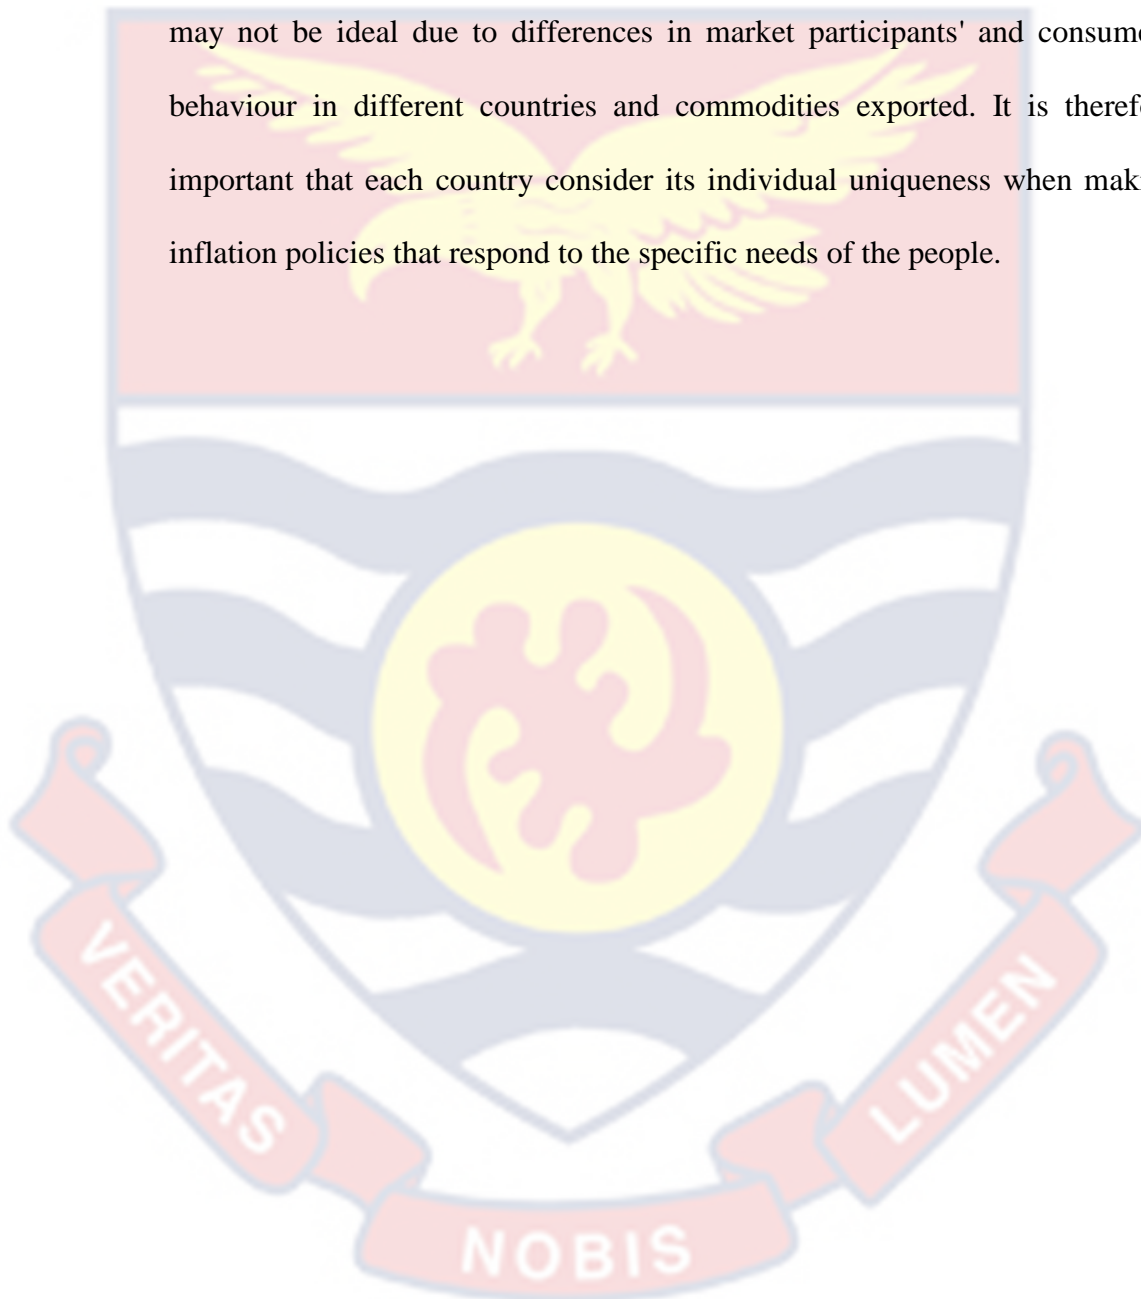 may not be ideal due to differences in market participants' and consume
behaviour in different countries and commodities exported. It is theref
important that each country consider its individual uniqueness when maki
inflation policies that respond to the specific needs of the people.
VERITAS
NOBIS
LUMEN